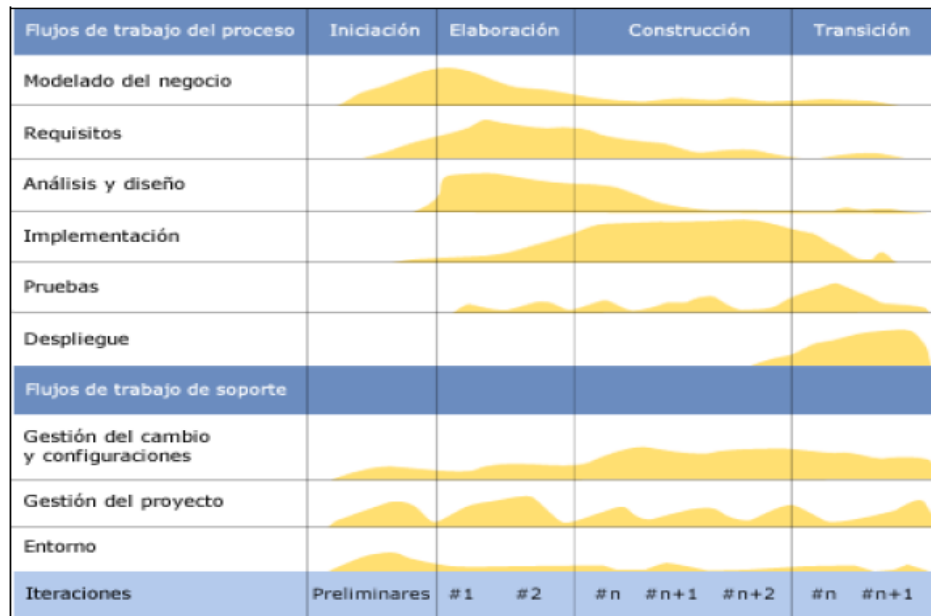 Flujos de trabajo del proceso Iniciación Elaboración Construcción Transición
Modelado del negocio
Requisitos
Análisis y diseño
Implementación
Pruebas
Despliegue
Flujos de trabajo de soporte
Gestión del cambio
y configuraciones
Gestión del proyecto
Entorno
Iteraciones Preliminares #1 #2 #n #n+1 #n+2 #n #n+1